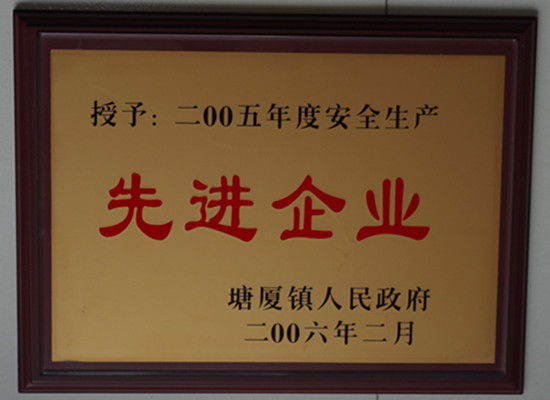 授予：二00五年度安全生产
先进企业
塘厦镇人民政府
二00六年二月